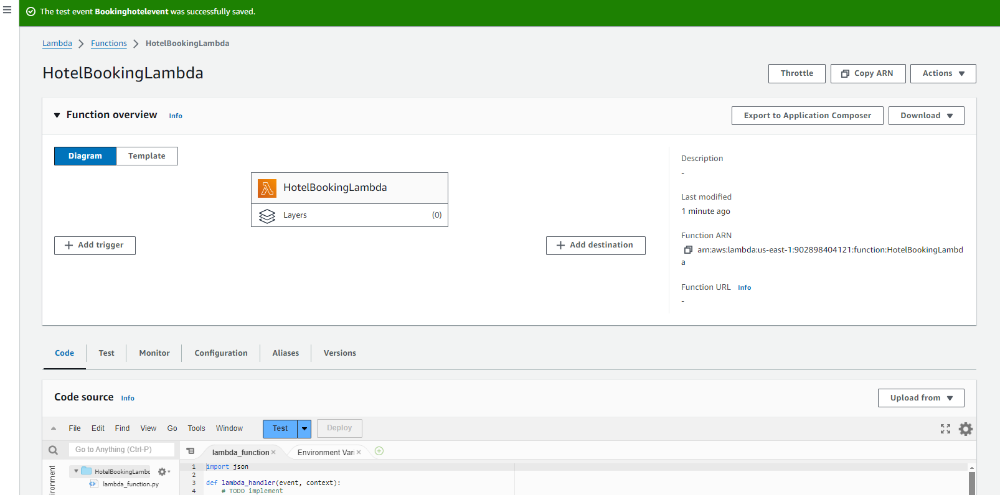 The test event Bookinghotelevent was successfully saved.
Lambda Functions HotelBookingLambda
HotelBookingLambda
Throttle Copy ARN Actions
Function overview Info
Export to Application Composer Download
Diagram Template
HotelBookingLambda
Layers (0)
Add trigger
Add destination
Description
-
Last modified
1 minute ago
Function ARN
arn:aws:lambda:us-east-1:902898404121:function:HotelBookingLambd
a
Function URL Info
-
Code Test Monitor Configuration Aliases Versions
Code source Info
Upload from
File Edit Find View Go Tools Window Test Deploy
Go to Anything (Ctrl-P)
lambda_function × Environment Vari ×
HotelBookingLambc
lambda_function.py
ironment
1 import json
2
3 def lambda_handler(event, context):
4 # TODO implement